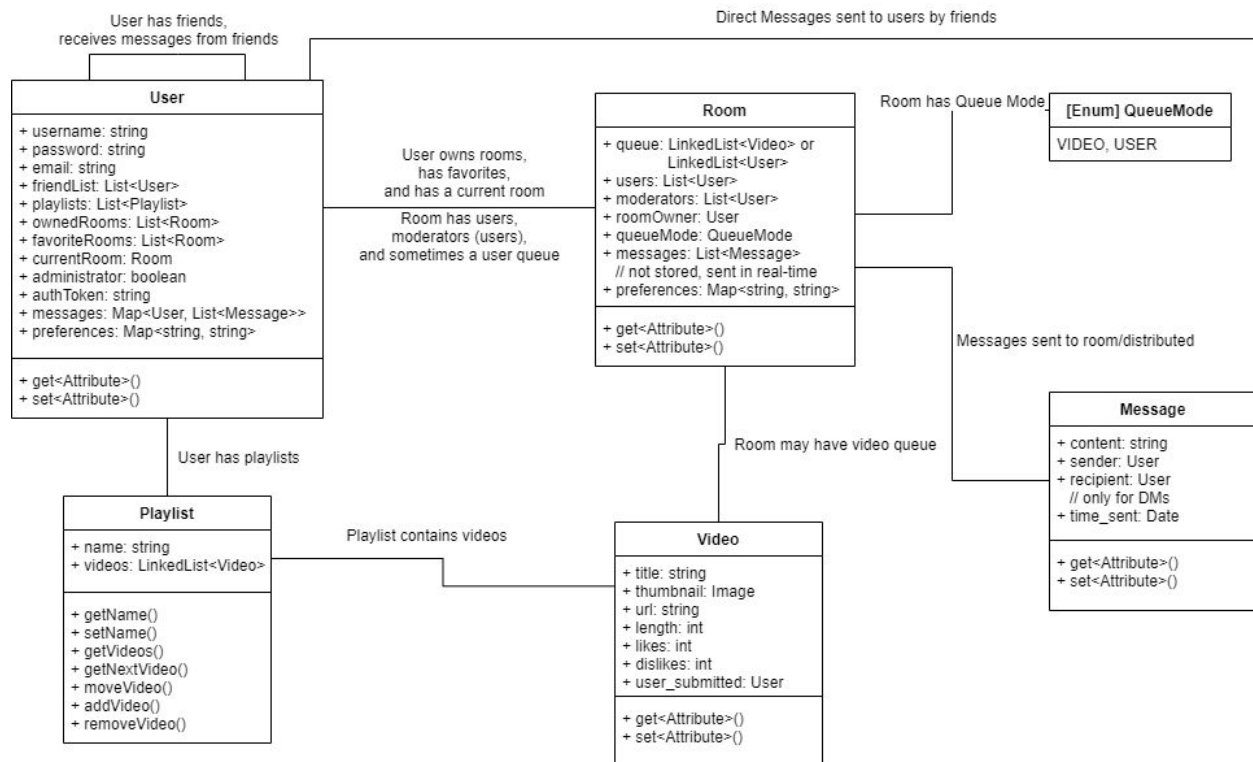 User has friends,
receives messages from friends
Direct Messages sent to users by friends
User
+ username: string
+ password: string
+ email: string
+ friendList: List<User>
+ playlists: List<Playlist>
+ ownedRooms: List<Room>
+ favoriteRooms: List<Room>
+ currentRoom: Room
+ administrator: boolean
+ authToken: string
+ messages: Map<User, List<Message>>
+ preferences: Map<string, string>
+ get<Attribute>()
+ set<Attribute>()
User owns rooms,
has favorites,
and has a current room
Room has users,
moderators (users),
and sometimes a user queue
Room
+ queue: LinkedList<Video> or
LinkedList<User>
+ users: List<User>
+ moderators: List<User>
+ roomOwner: User
+ queueMode: QueueMode
+ messages: List<Message>
// not stored, sent in real-time
+ preferences: Map<string, string>
+ get<Attribute>()
+ set<Attribute>()
Room has Queue Mode
[Enum] QueueMode
VIDEO, USER
Messages sent to room/distributed
Message
+ content: string
+ sender: User
+ recipient: User
// only for DMs
+ time_sent: Date
+ get<Attribute>()
+ set<Attribute>()
User has playlists
Room may have video queue
Playlist
+ name: string
+ videos: LinkedList<Video>
+ getName()
+ setName()
+ getVideos()
+ getNextVideo()
+ moveVideo()
+ addVideo()
+ removeVideo()
Playlist contains videos
Video
+ title: string
+ thumbnail: Image
+ url: string
+ length: int
+ likes: int
+ dislikes: int
+ user_submitted: User
+ get<Attribute>()
+ set<Attribute>()